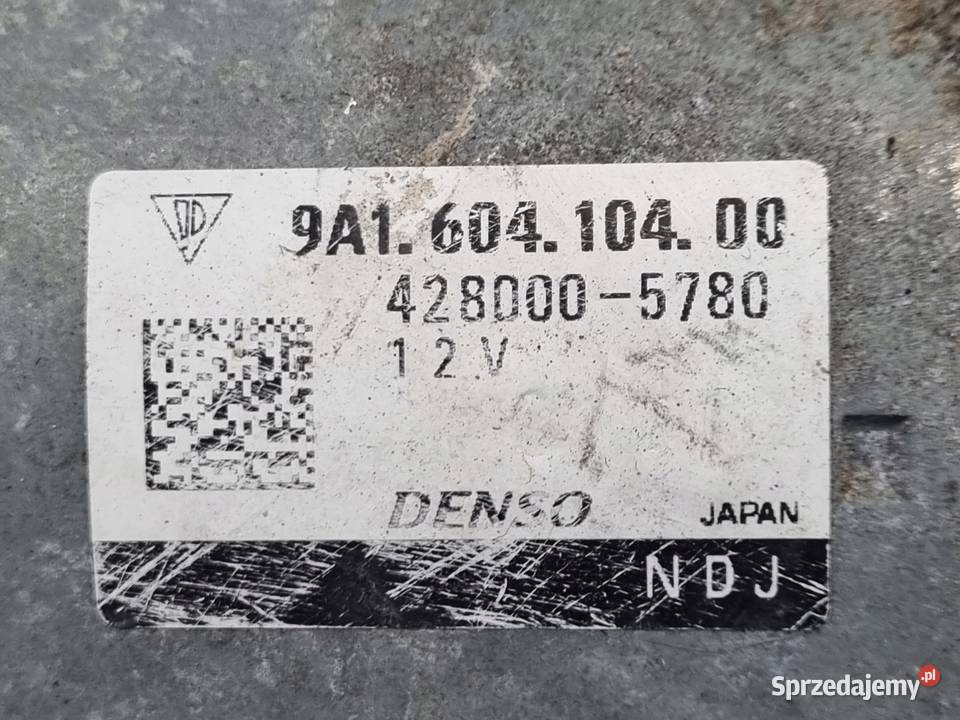 9A1.604.104.00
428000-5780
12V
DENSO
JAPAN
NDJ
Sprzedajemy.pl